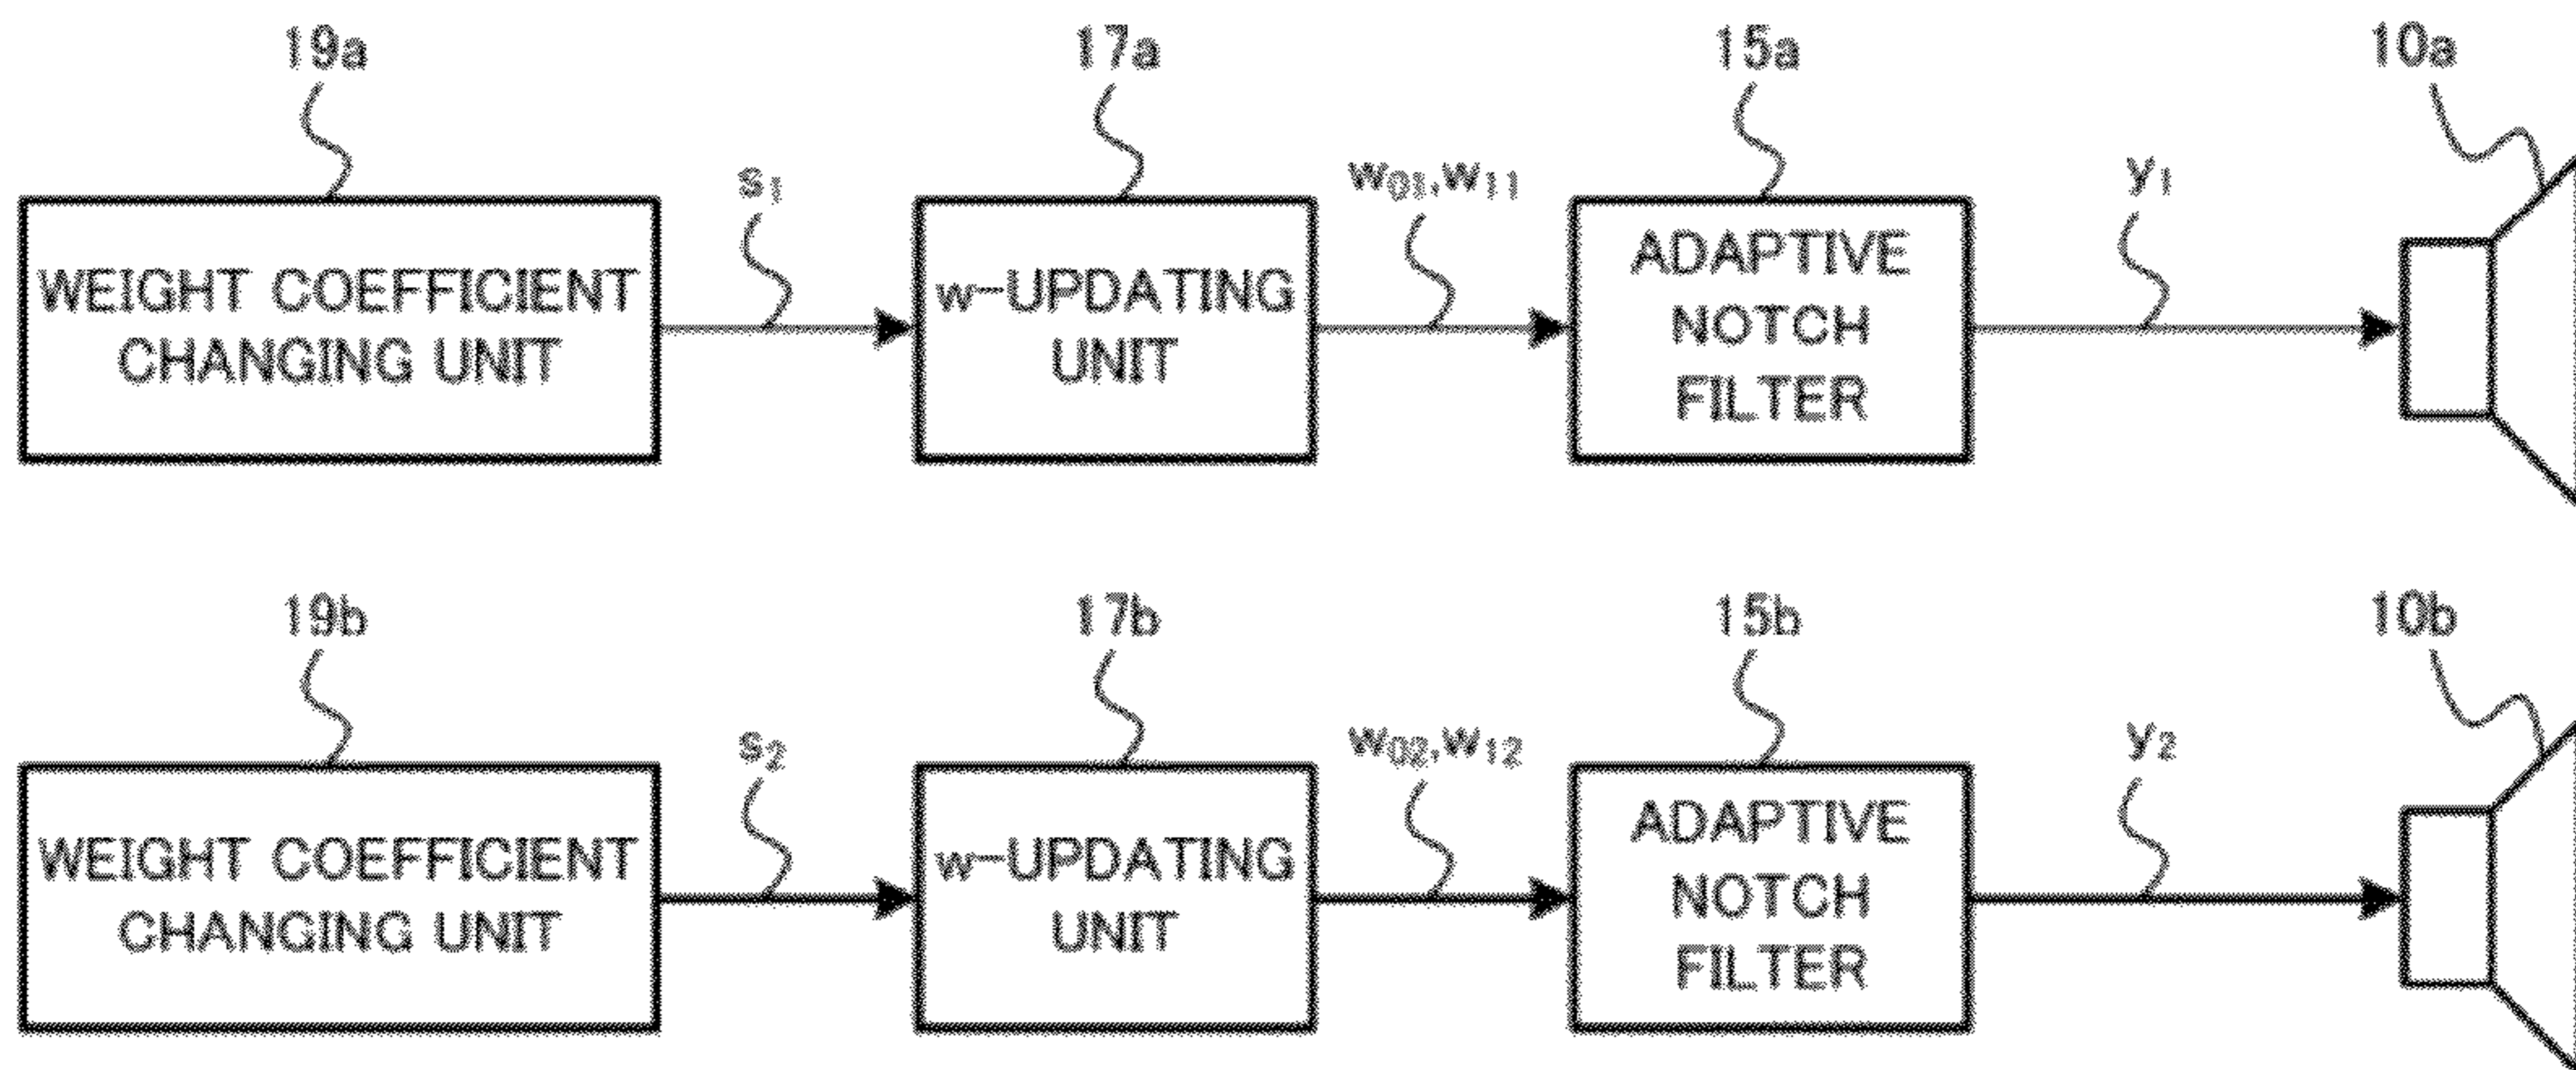 19a
17a
15a
10a
s1
w01,w11
y1
WEIGHT COEFFICIENT
CHANGING UNIT
w-UPDATING
UNIT
ADAPTIVE
NOTCH
FILTER
19b
17b
15b
10b
s2
w02,w12
y2
WEIGHT COEFFICIENT
CHANGING UNIT
w-UPDATING
UNIT
ADAPTIVE
NOTCH
FILTER